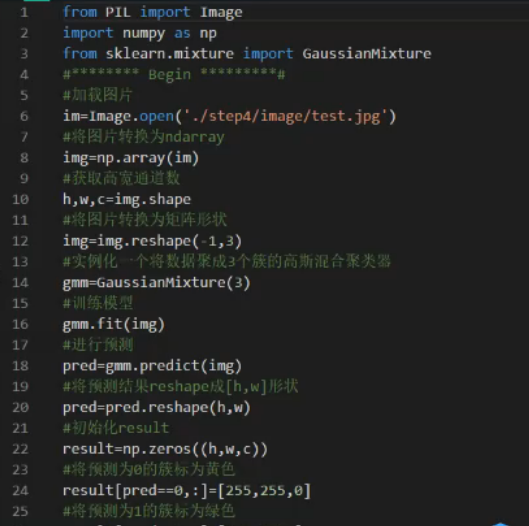 1 from PIL import Image
2 import numpy as np
3 from sklearn.mixture import GaussianMixture
4 #******** Begin *********#
5 #加载图片
6 im=Image.open('./step4/image/test.jpg')
7 #将图片转换为ndarray
8 img=np.array(im)
9 #获取高宽通道数
10 h,w,c=img.shape
11 #将图片转换为矩阵形状
12 img=img.reshape(-1,3)
13 #实例化一个将数据聚成3个簇的高斯混合聚类器
14 gmm=GaussianMixture(3)
15 #训练模型
16 gmm.fit(img)
17 #进行预测
18 pred=gmm.predict(img)
19 #将预测结果reshape成[h,w]形状
20 pred=pred.reshape(h,w)
21 #初始化result
22 result=np.zeros((h,w,c))
23 #将预测为0的簇标为黄色
24 result[pred==0,:]=[255,255,0]
25 #将预测为1的簇标为绿色